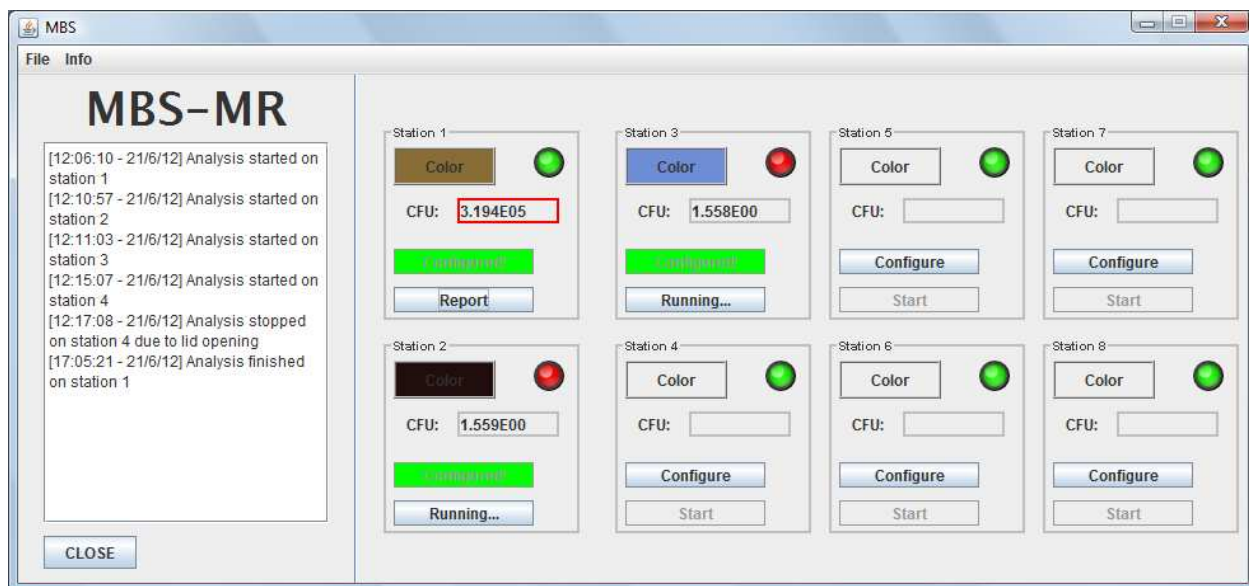 MBS
File Info
MBS-MR
[12:06:10 - 21/6/12] Analysis started on
station 1
[12:10:57 - 21/6/12] Analysis started on
station 2
[12:11:03 - 21/6/12] Analysis started on
station 3
[12:15:07 - 21/6/12] Analysis started on
station 4
[12:17:08 - 21/6/12] Analysis stopped
on station 4 due to lid opening
[17:05:21 - 21/6/12] Analysis finished
on station 1
CLOSE
Station 1
Color
CFU: 3.194E05
Configured!
Report
Station 3
Color
CFU: 1.558E00
Configured!
Running...
Station 5
Color
CFU:
Configure
Start
Station 7
Color
CFU:
Configure
Start
Station 2
Color
CFU: 1.559E00
Configured!
Running...
Station 4
Color
CFU:
Configure
Start
Station 6
Color
CFU:
Configure
Start
Station 8
Color
CFU:
Configure
Start